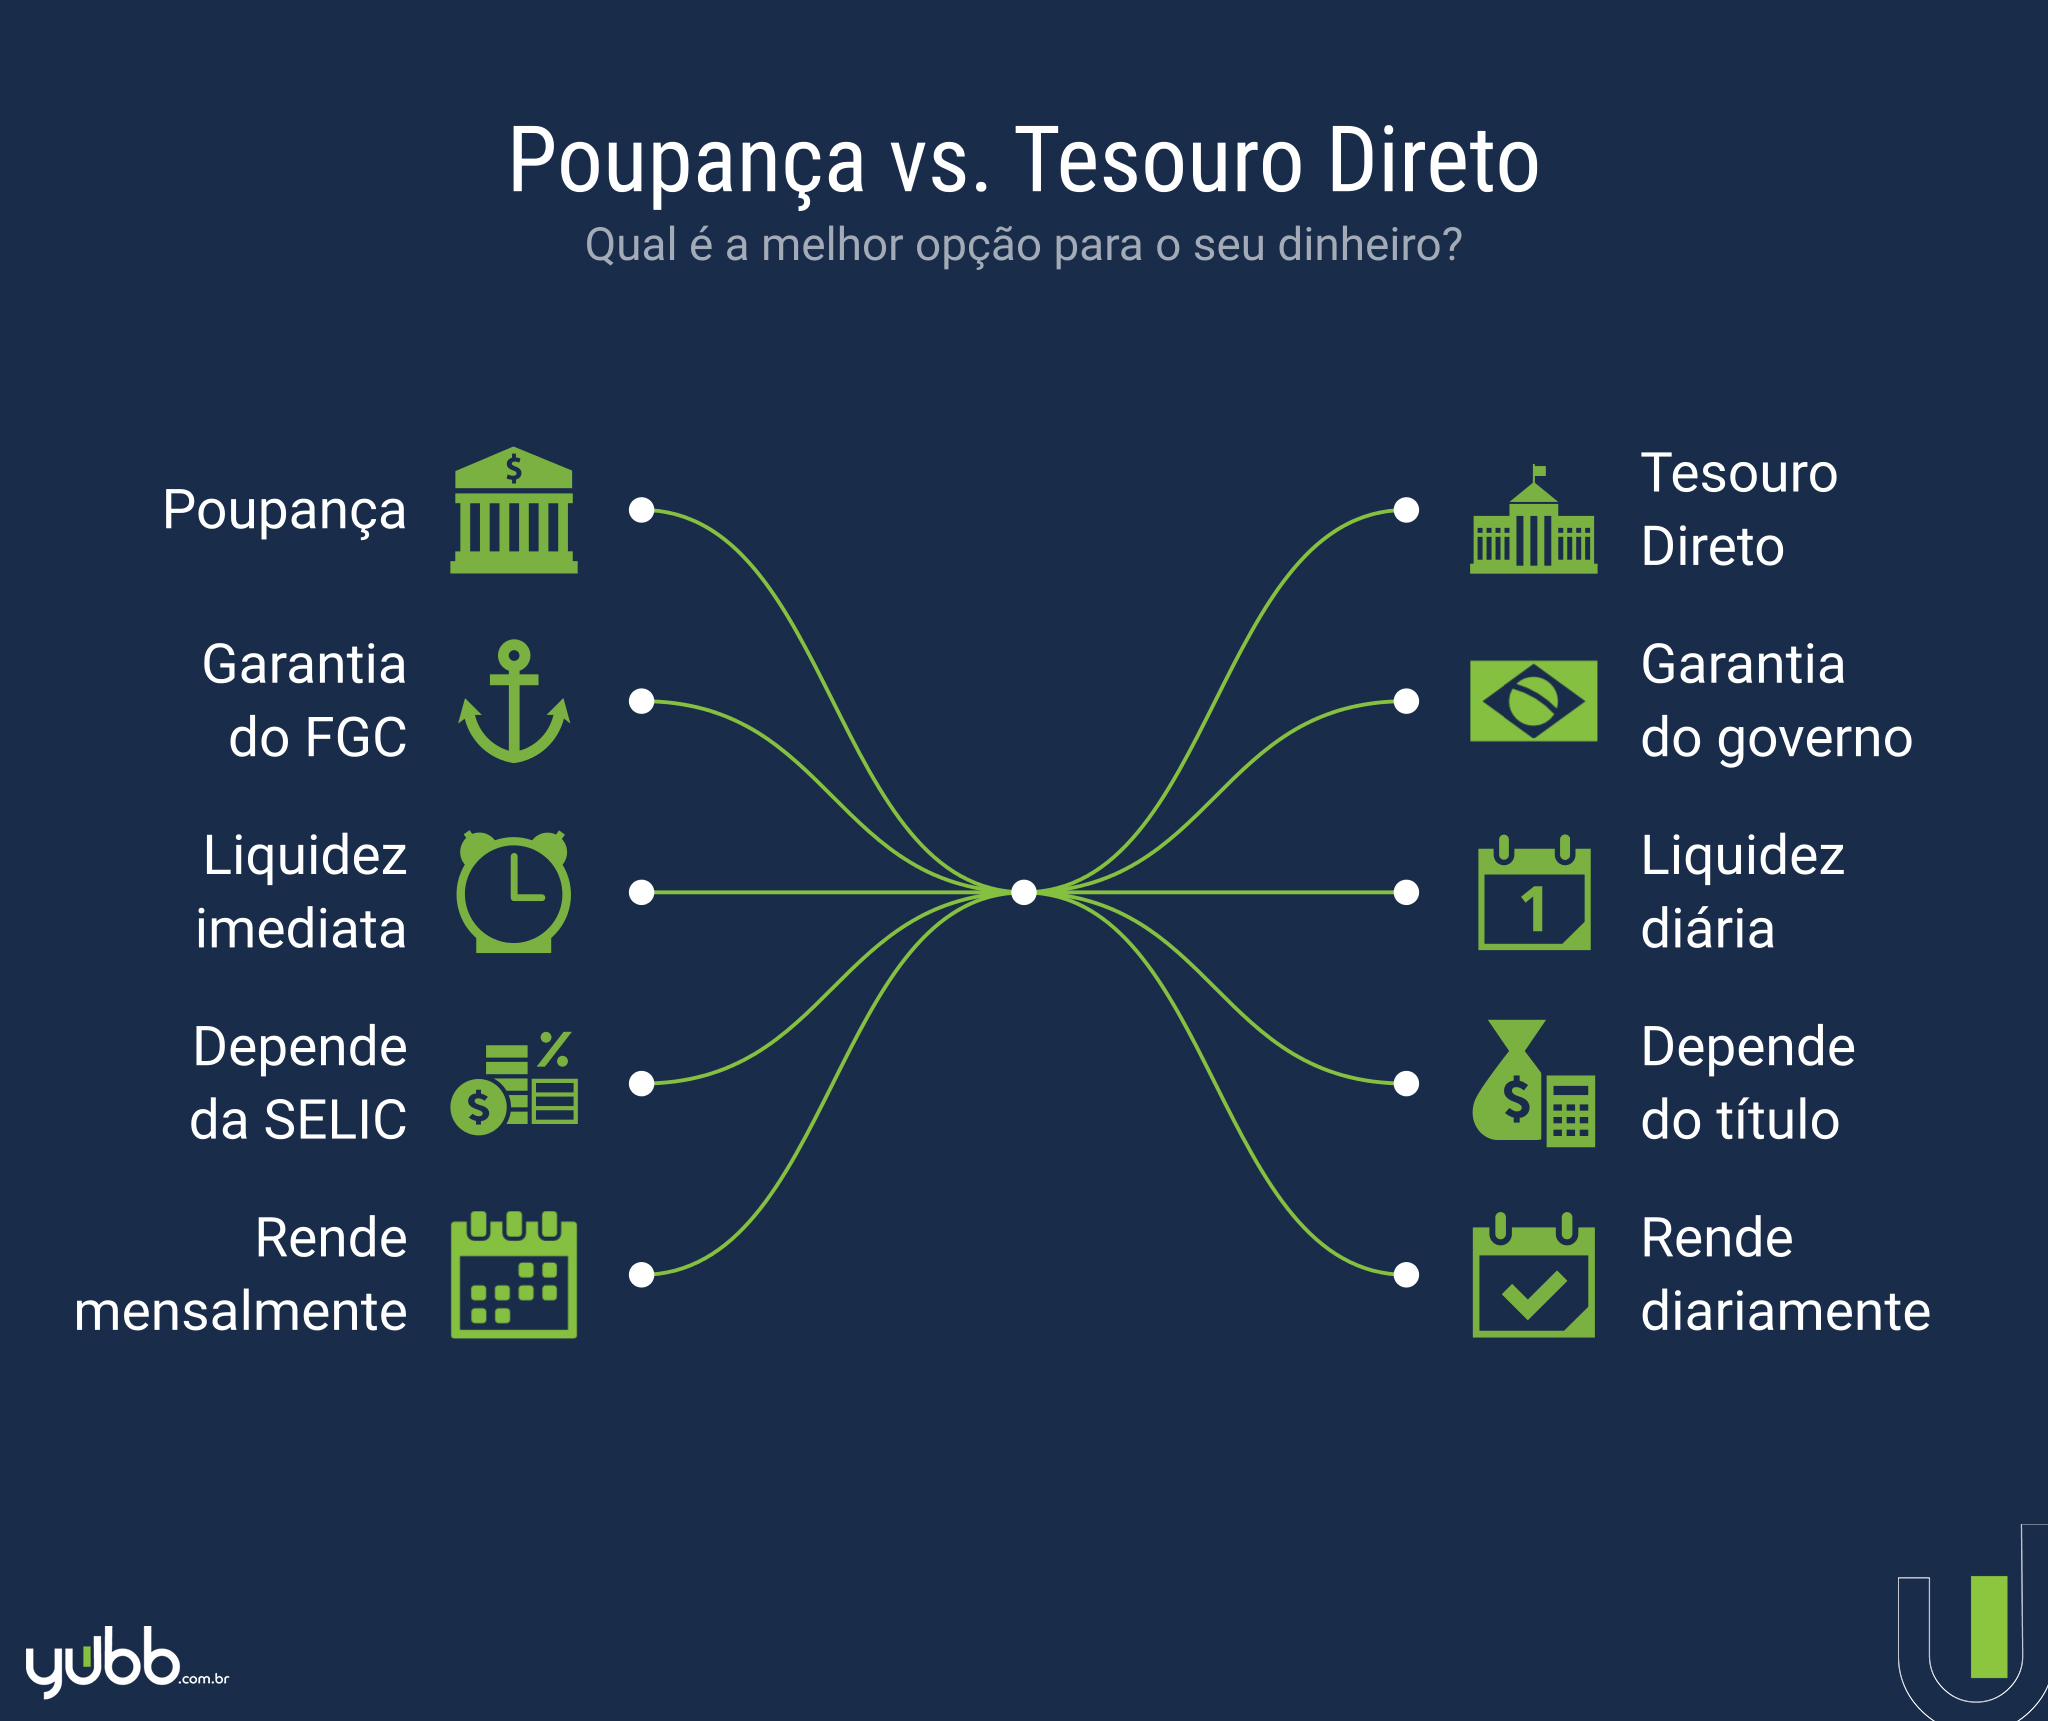 Poupança vs. Tesouro Direto
Qual é a melhor opção para o seu dinheiro?
Poupança
Garantia
do FGC
Liquidez
imediata
Depende
da SELIC
Rende
mensalmente
Tesouro
Direto
Garantia
do governo
1
Liquidez
diária
Depende
do título
Rende
diariamente
yubb.com.br